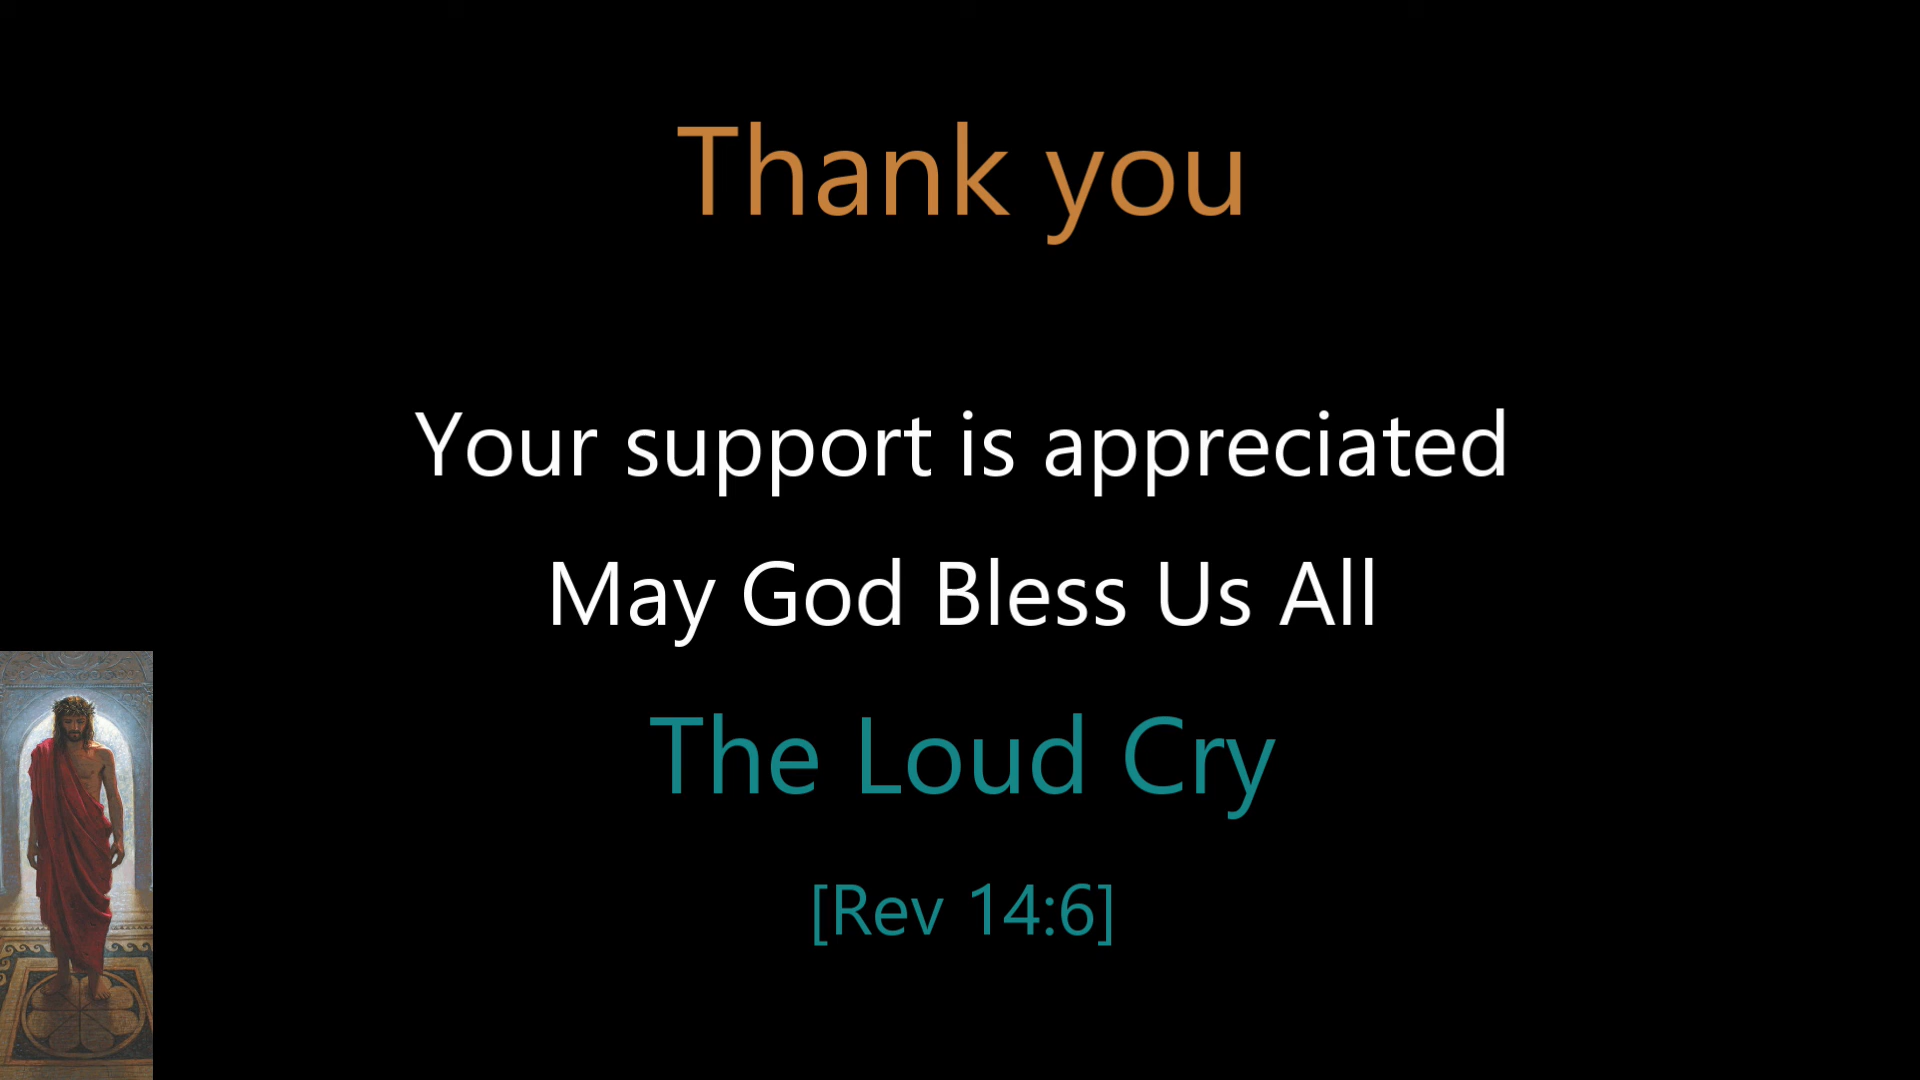 Thank you
Your support is appreciated
May God Bless Us All
The Loud Cry
[Rev 14:6]